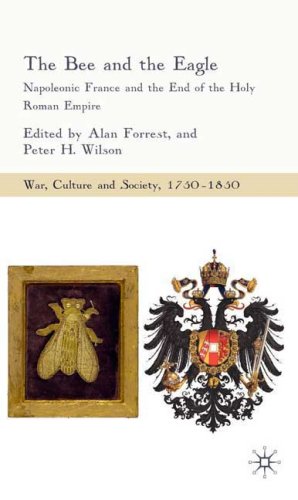 The Bee and the Eagle
Napoleonic France and the End of the Holy
Roman Empire
Edited by Alan Forrest, and
Peter H. Wilson
War, Culture and Society, 1750–1850